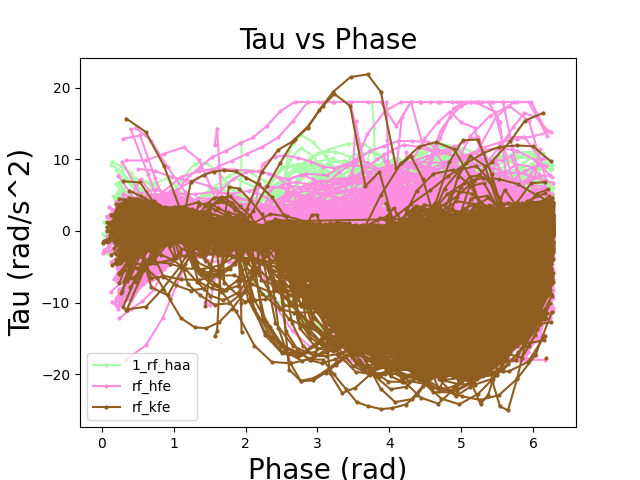 Tau vs Phase
Tau (rad/s^2)
20
10
0
−10
−20
1_rf_haa
rf_hfe
rf_kfe
0 1 2 3 4 5 6
Phase (rad)